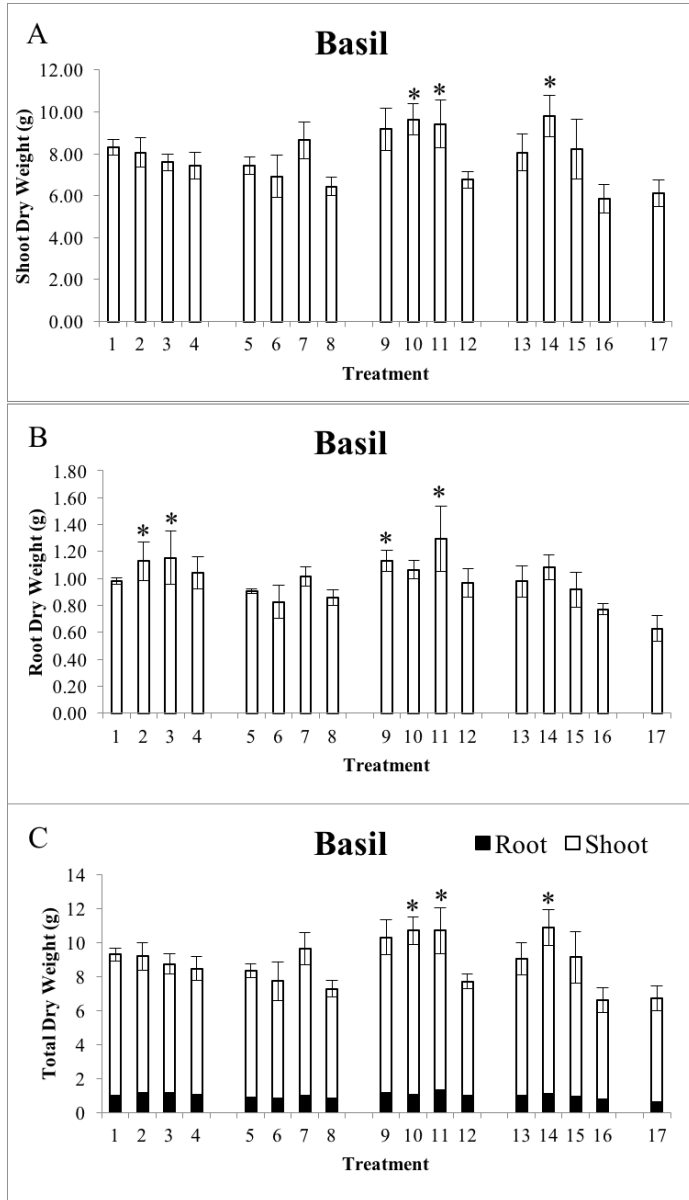 A
Basil
12.00
10.00
8.00
6.00
4.00
2.00
0.00
Shoot Dry Weight (g)
* * *
1 2 3 4 5 6 7 8 9 10 11 12 13 14 15 16 17
Treatment
B
Basil
1.80
1.60
1.40
1.20
1.00
0.80
0.60
0.40
0.20
0.00
Root Dry Weight (g)
* * * *
1 2 3 4 5 6 7 8 9 10 11 12 13 14 15 16 17
Treatment
C
Basil
Root Shoot
14
12
10
8
6
4
2
0
Total Dry Weight (g)
* * *
1 2 3 4 5 6 7 8 9 10 11 12 13 14 15 16 17
Treatment